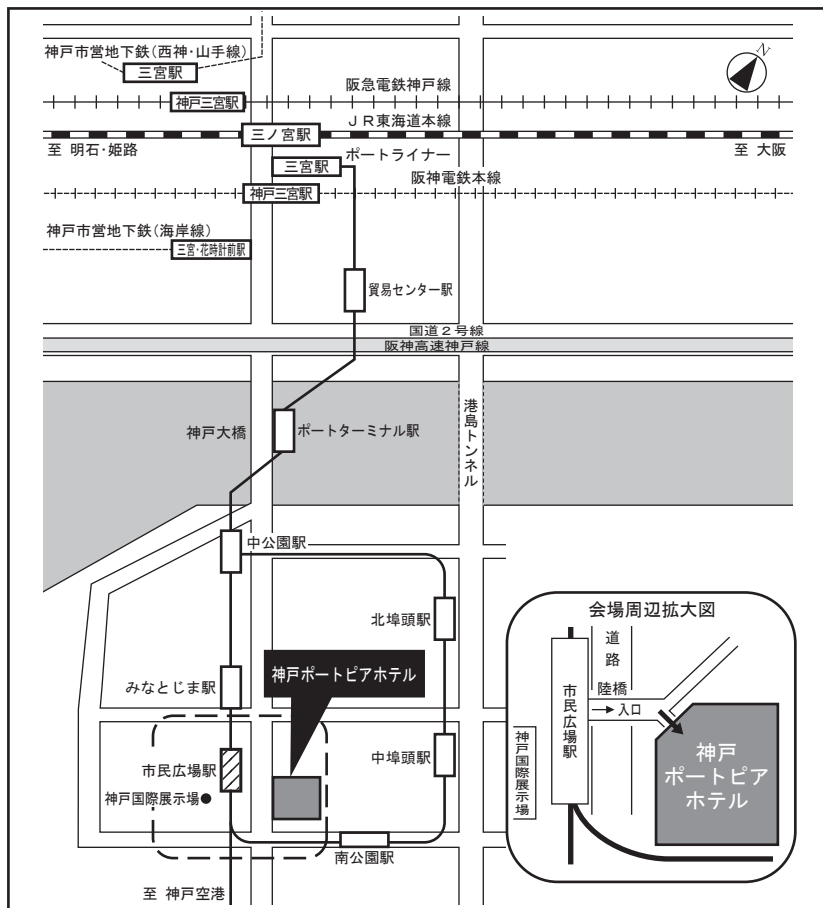 神戸市営地下鉄(西神・山手線)
三宮駅
N
阪急電鉄神戸線
神戸三宮駅
ＪＲ東海道本線
三ノ宮駅
至 明石・姫路
ポートライナー
至 大阪
三宮駅
阪神電鉄本線
神戸三宮駅
神戸市営地下鉄(海岸線)
三宮・花時計前駅
貿易センター駅
国道２号線
阪神高速神戸線
港島トンネル
神戸大橋
ポートターミナル駅
中公園駅
北埠頭駅
神戸ポートピアホテル
みなとじま駅
市民広場駅
中埠頭駅
神戸国際展示場
南公園駅
至 神戸空港
会場周辺拡大図
道路
市民広場駅
陸橋
→入口
神戸国際展示場
神戸
ポートピア
ホテル